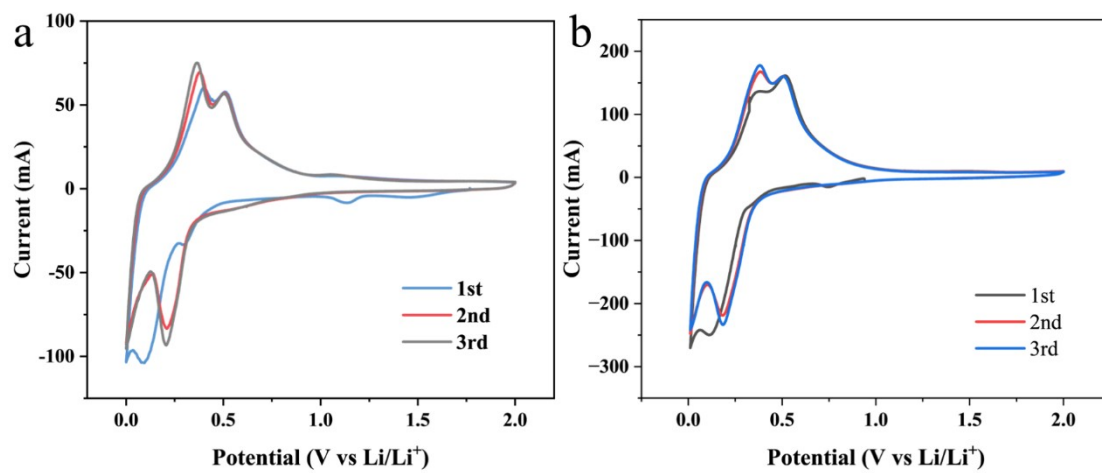 a
100
50
0
-50
-100
Current (mA)
1st
2nd
3rd
0.0 0.5 1.0 1.5 2.0
Potential (V vs Li/Li⁺)
b
200
100
0
−100
−200
−300
Current (mA)
1st
2nd
3rd
0.0 0.5 1.0 1.5 2.0
Potential (V vs Li/Li⁺)